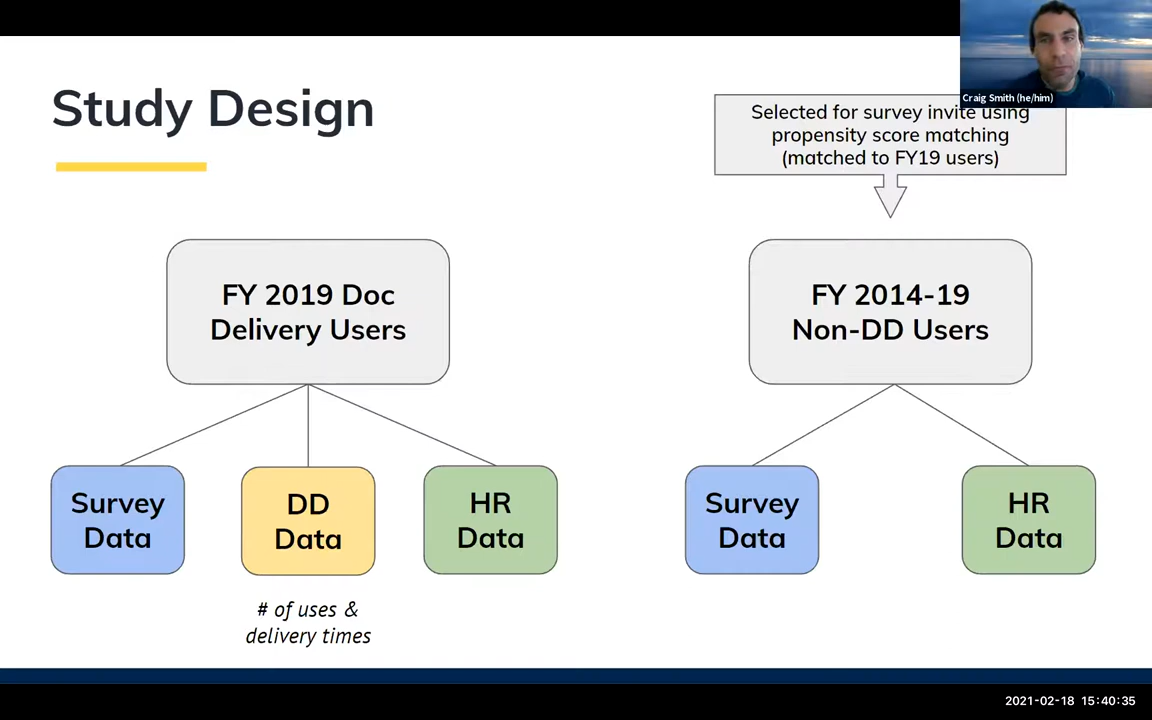 Craig Smith (he/him)
Study Design
Selected for survey invite using
propensity score matching
(matched to FY19 users)
FY 2019 Doc
Delivery Users
FY 2014-19
Non-DD Users
Survey
Data
DD
Data
HR
Data
Survey
Data
HR
Data
# of uses &
delivery times
2021-02-18 15:40:35